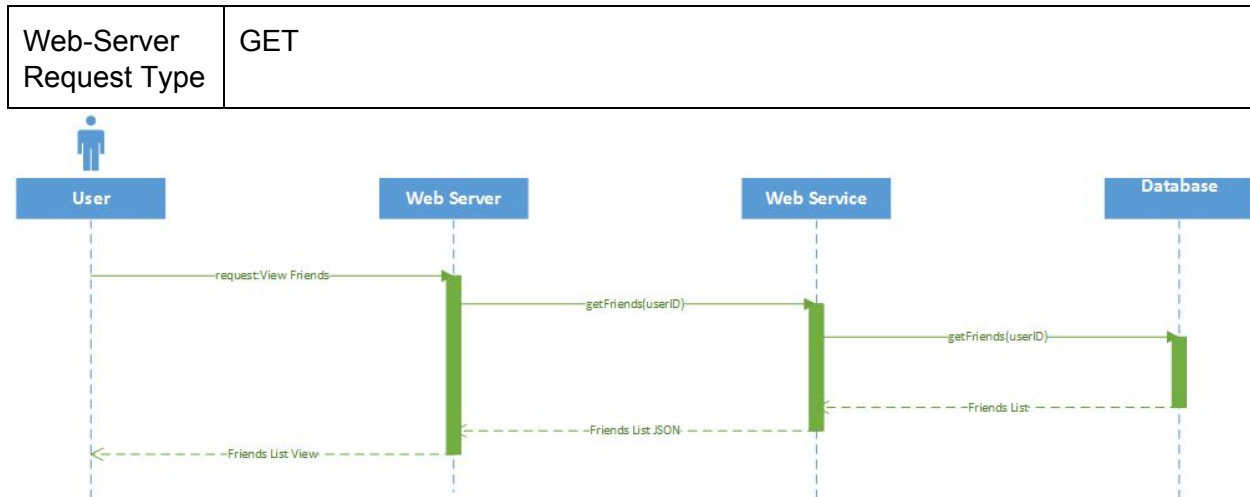 Web-Server
Request Type
GET
User
Web Server
Web Service
Database
request:View Friends
getFriends(userID)
getFriends(userID)
Friends List
Friends List JSON
Friends List View